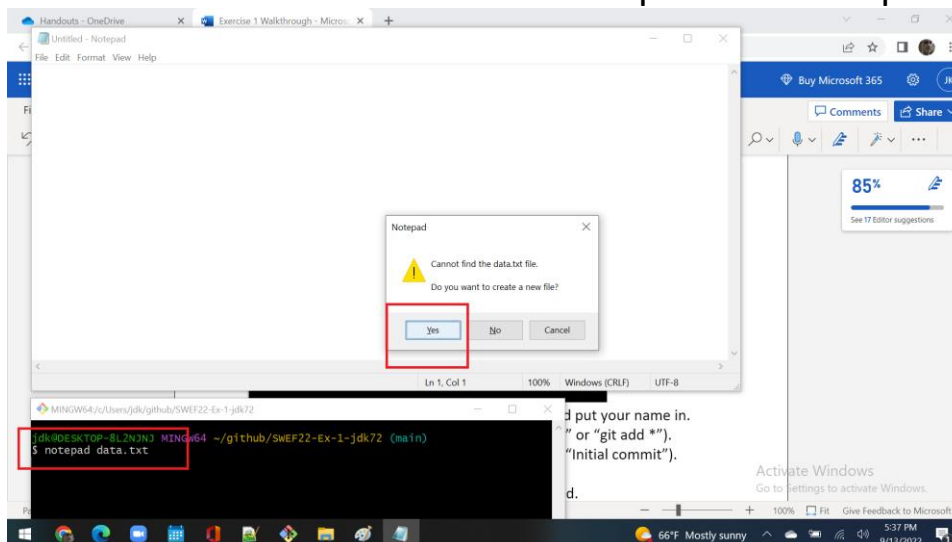 Handouts - OneDrive
Exercise 1 Walkthrough - Micros
Untitled - Notepad
File Edit Format View Help
Buy Microsoft 365
Comments
Share
85%
See 17 Editor suggestions
Notepad
Cannot find the data.txt file.
Do you want to create a new file?
Yes
No
Cancel
Ln 1, Col 1
100%
Windows (CRLF)
UTF-8
MINGW64:/c/Users/jdk/github/SWEF22-Ex-1-jdk72
jdk@DESKTOP-8L2NJNJ MINGW64 ~/github/SWEF22-Ex-1-jdk72 (main)
$ notepad data.txt
d put your name in.
" or "git add *").
"Initial commit").
d.
Activate Windows
Go to Settings to activate Windows.
100%
Fit
Give Feedback to Microsoft
66°F Mostly sunny
5:37 PM
9/13/2022